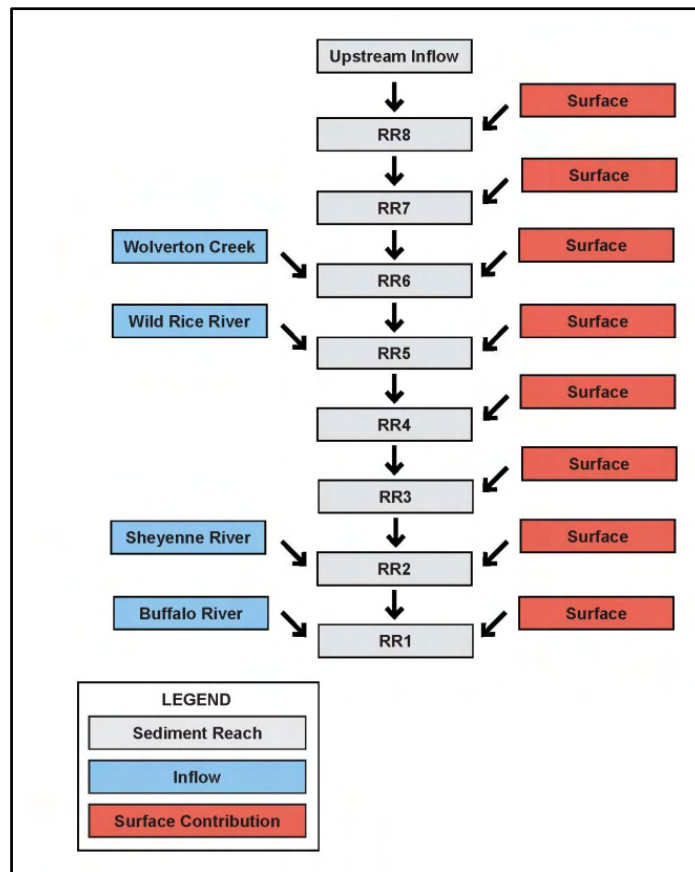 Upstream Inflow
Surface
RR8
Surface
RR7
Wolverton Creek
Surface
RR6
Wild Rice River
Surface
RR5
Surface
RR4
Surface
RR3
Sheyenne River
Surface
RR2
Buffalo River
Surface
RR1
LEGEND
Sediment Reach
Inflow
Surface Contribution